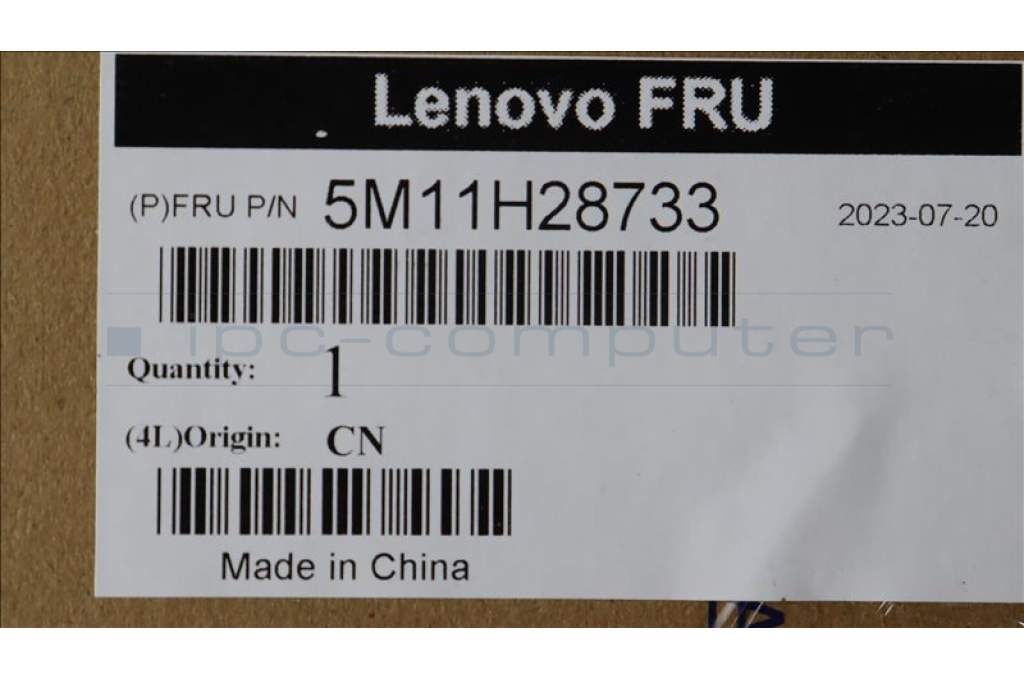 Lenovo FRU
(P)FRU P/N 5M11H28733 2023-07-20
ipc-computer
Quantity: 1
(4L)Origin: CN
Made in China